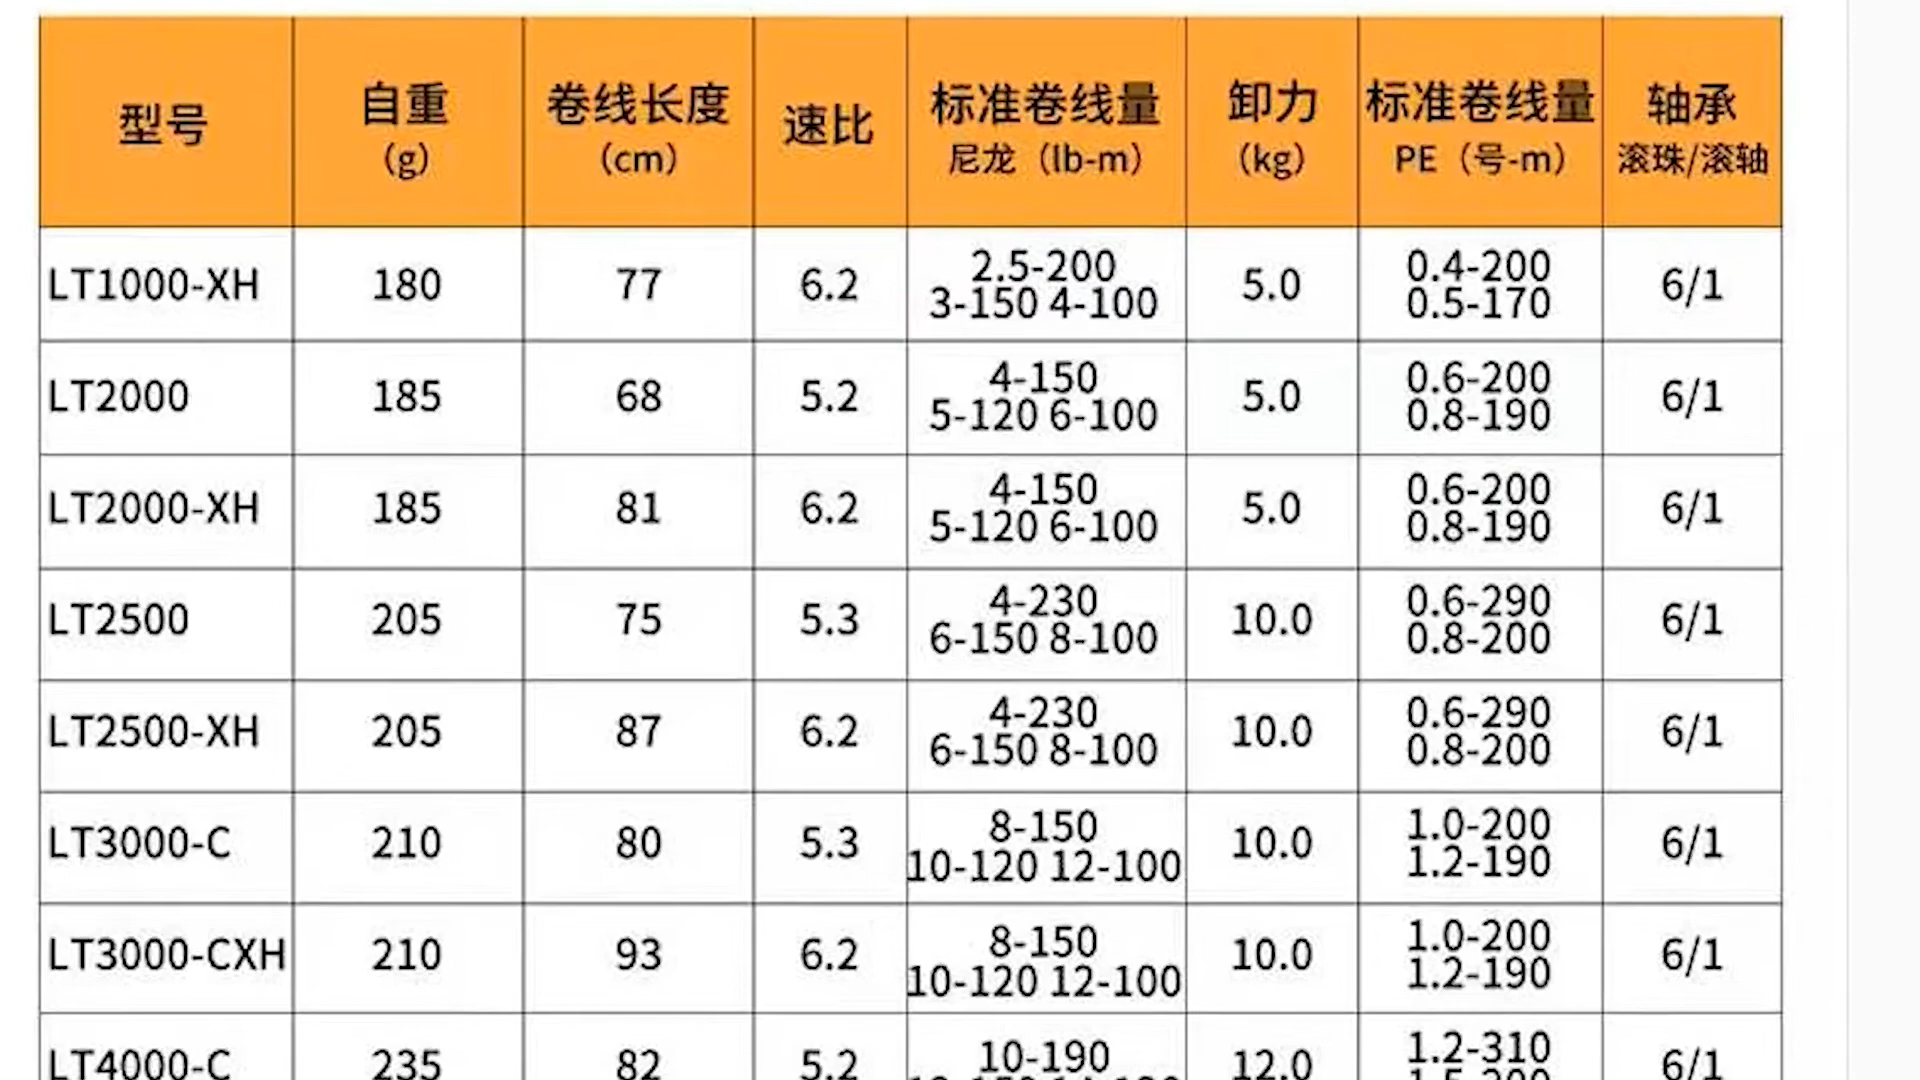 型号 自重 卷线长度 速比 标准卷线量 卸力 标准卷线量 轴承
(g) (cm) 尼龙（lb-m） (kg) PE（号-m） 滚珠/滚轴
LT1000-XH 180 77 6.2 2.5-200 3-150 4-100 5.0 0.4-200 0.5-170 6/1
LT2000 185 68 5.2 4-150 5-120 6-100 5.0 0.6-200 0.8-190 6/1
LT2000-XH 185 81 6.2 4-150 5-120 6-100 5.0 0.6-200 0.8-190 6/1
LT2500 205 75 5.3 4-230 6-150 8-100 10.0 0.6-290 0.8-200 6/1
LT2500-XH 205 87 6.2 4-230 6-150 8-100 10.0 0.6-290 0.8-200 6/1
LT3000-C 210 80 5.3 8-150 10-120 12-100 10.0 1.0-200 1.2-190 6/1
LT3000-CXH 210 93 6.2 8-150 10-120 12-100 10.0 1.0-200 1.2-190 6/1
LT4000-C 235 82 5.2 10-190 12.0 1.2-310 6/1